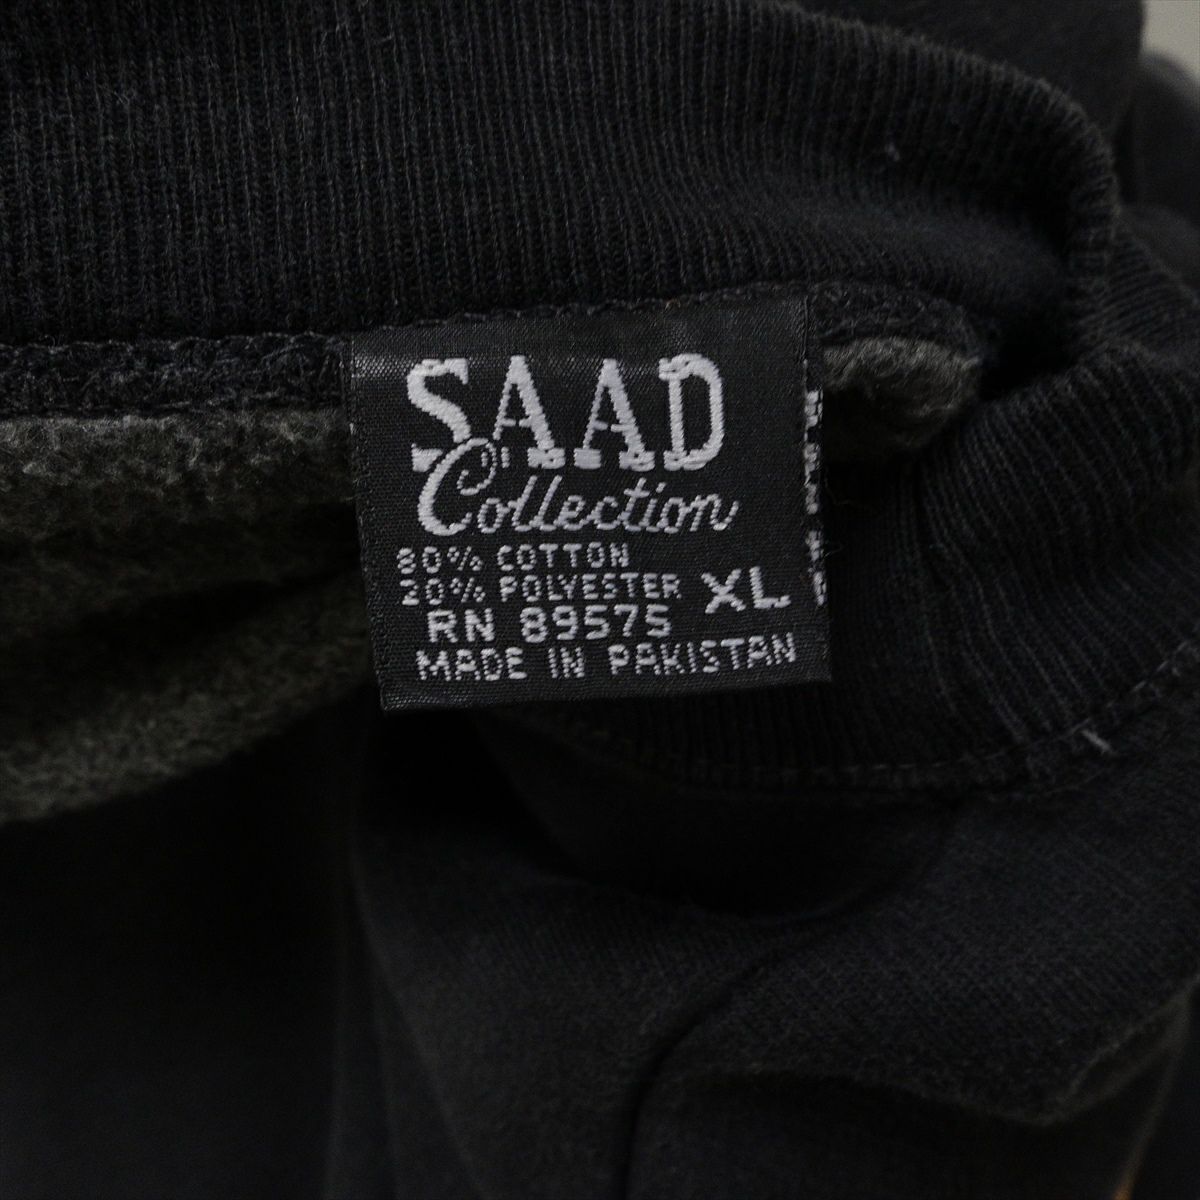 SAAD
Collection
80% COTTON
20% POLYESTER XL
RN 89575
MADE IN PAKISTAN